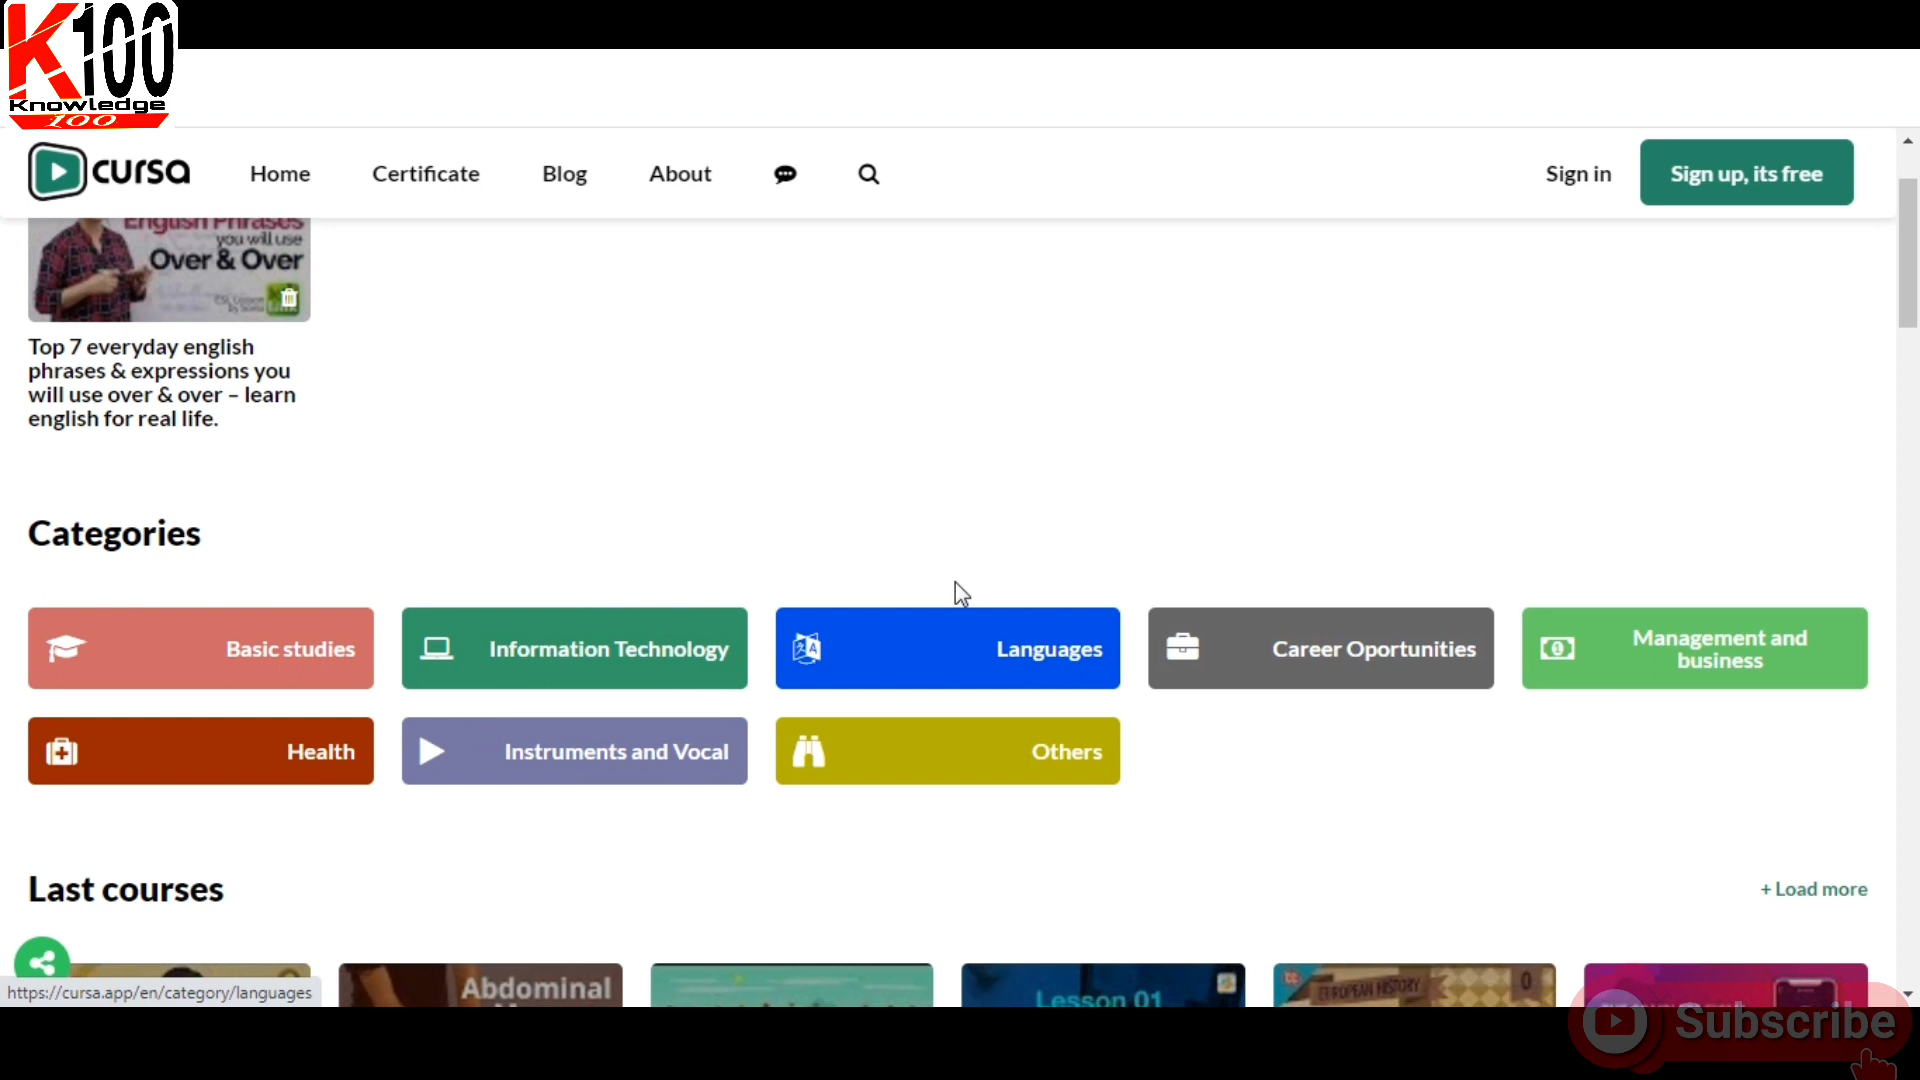 K100
Knowledge
100
cursa
Home
Certificate
Blog
About
Sign in
Sign up, its free
English Phrases
you will use
Over & Over
Top 7 everyday english
phrases & expressions you
will use over & over – learn
english for real life.
Categories
Basic studies
Information Technology
Languages
Career Oportunities
Management and
business
Health
Instruments and Vocal
Others
Last courses
+ Load more
Abdominal
Lesson 01
EUROPEAN HISTORY
https://cursa.app/en/category/languages
Subscribe